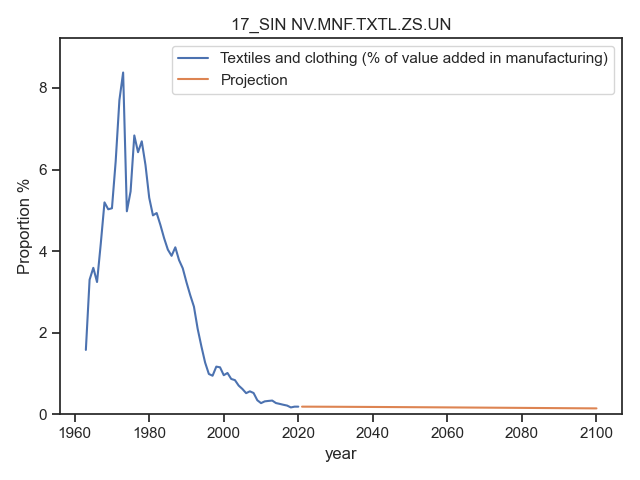 17_SIN NV.MNF.TXTL.ZS.UN
Textiles and clothing (% of value added in manufacturing)
Projection
Proportion %
8
6
4
2
0
1960 1980 2000 2020 2040 2060 2080 2100
year